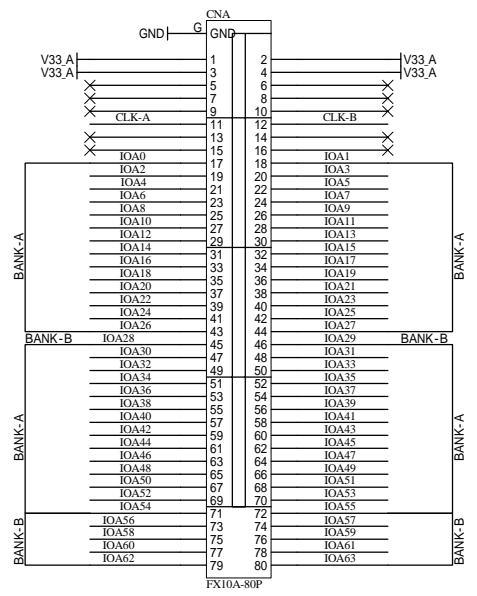 CNA
GND G GND
V33_A 1 2 V33_A
V33_A 3 4 V33_A
5 6
7 8
9 10
CLK-A 11 12 CLK-B
13 14
15 16
IOA0 17 18 IOA1
IOA2 19 20 IOA3
IOA4 21 22 IOA5
IOA6 23 24 IOA7
IOA8 25 26 IOA9
IOA10 27 28 IOA11
IOA12 29 30 IOA13
IOA14 31 32 IOA15
IOA16 33 34 IOA17
IOA18 35 36 IOA19
IOA20 37 38 IOA21
IOA22 39 40 IOA23
IOA24 41 42 IOA25
IOA26 43 44 IOA27
BANK-A BANK-A
BANK-B IOA28 45 46 IOA29 BANK-B
IOA30 47 48 IOA31
IOA32 49 50 IOA33
IOA34 51 52 IOA35
IOA36 53 54 IOA37
IOA38 55 56 IOA39
IOA40 57 58 IOA41
IOA42 59 60 IOA43
IOA44 61 62 IOA45
IOA46 63 64 IOA47
IOA48 65 66 IOA49
IOA50 67 68 IOA51
IOA52 69 70 IOA53
IOA54 71 72 IOA55
BANK-A BANK-A
IOA56 73 74 IOA57
IOA58 75 76 IOA59
IOA60 77 78 IOA61
IOA62 79 80 IOA63
BANK-B BANK-B
FX10A-80P